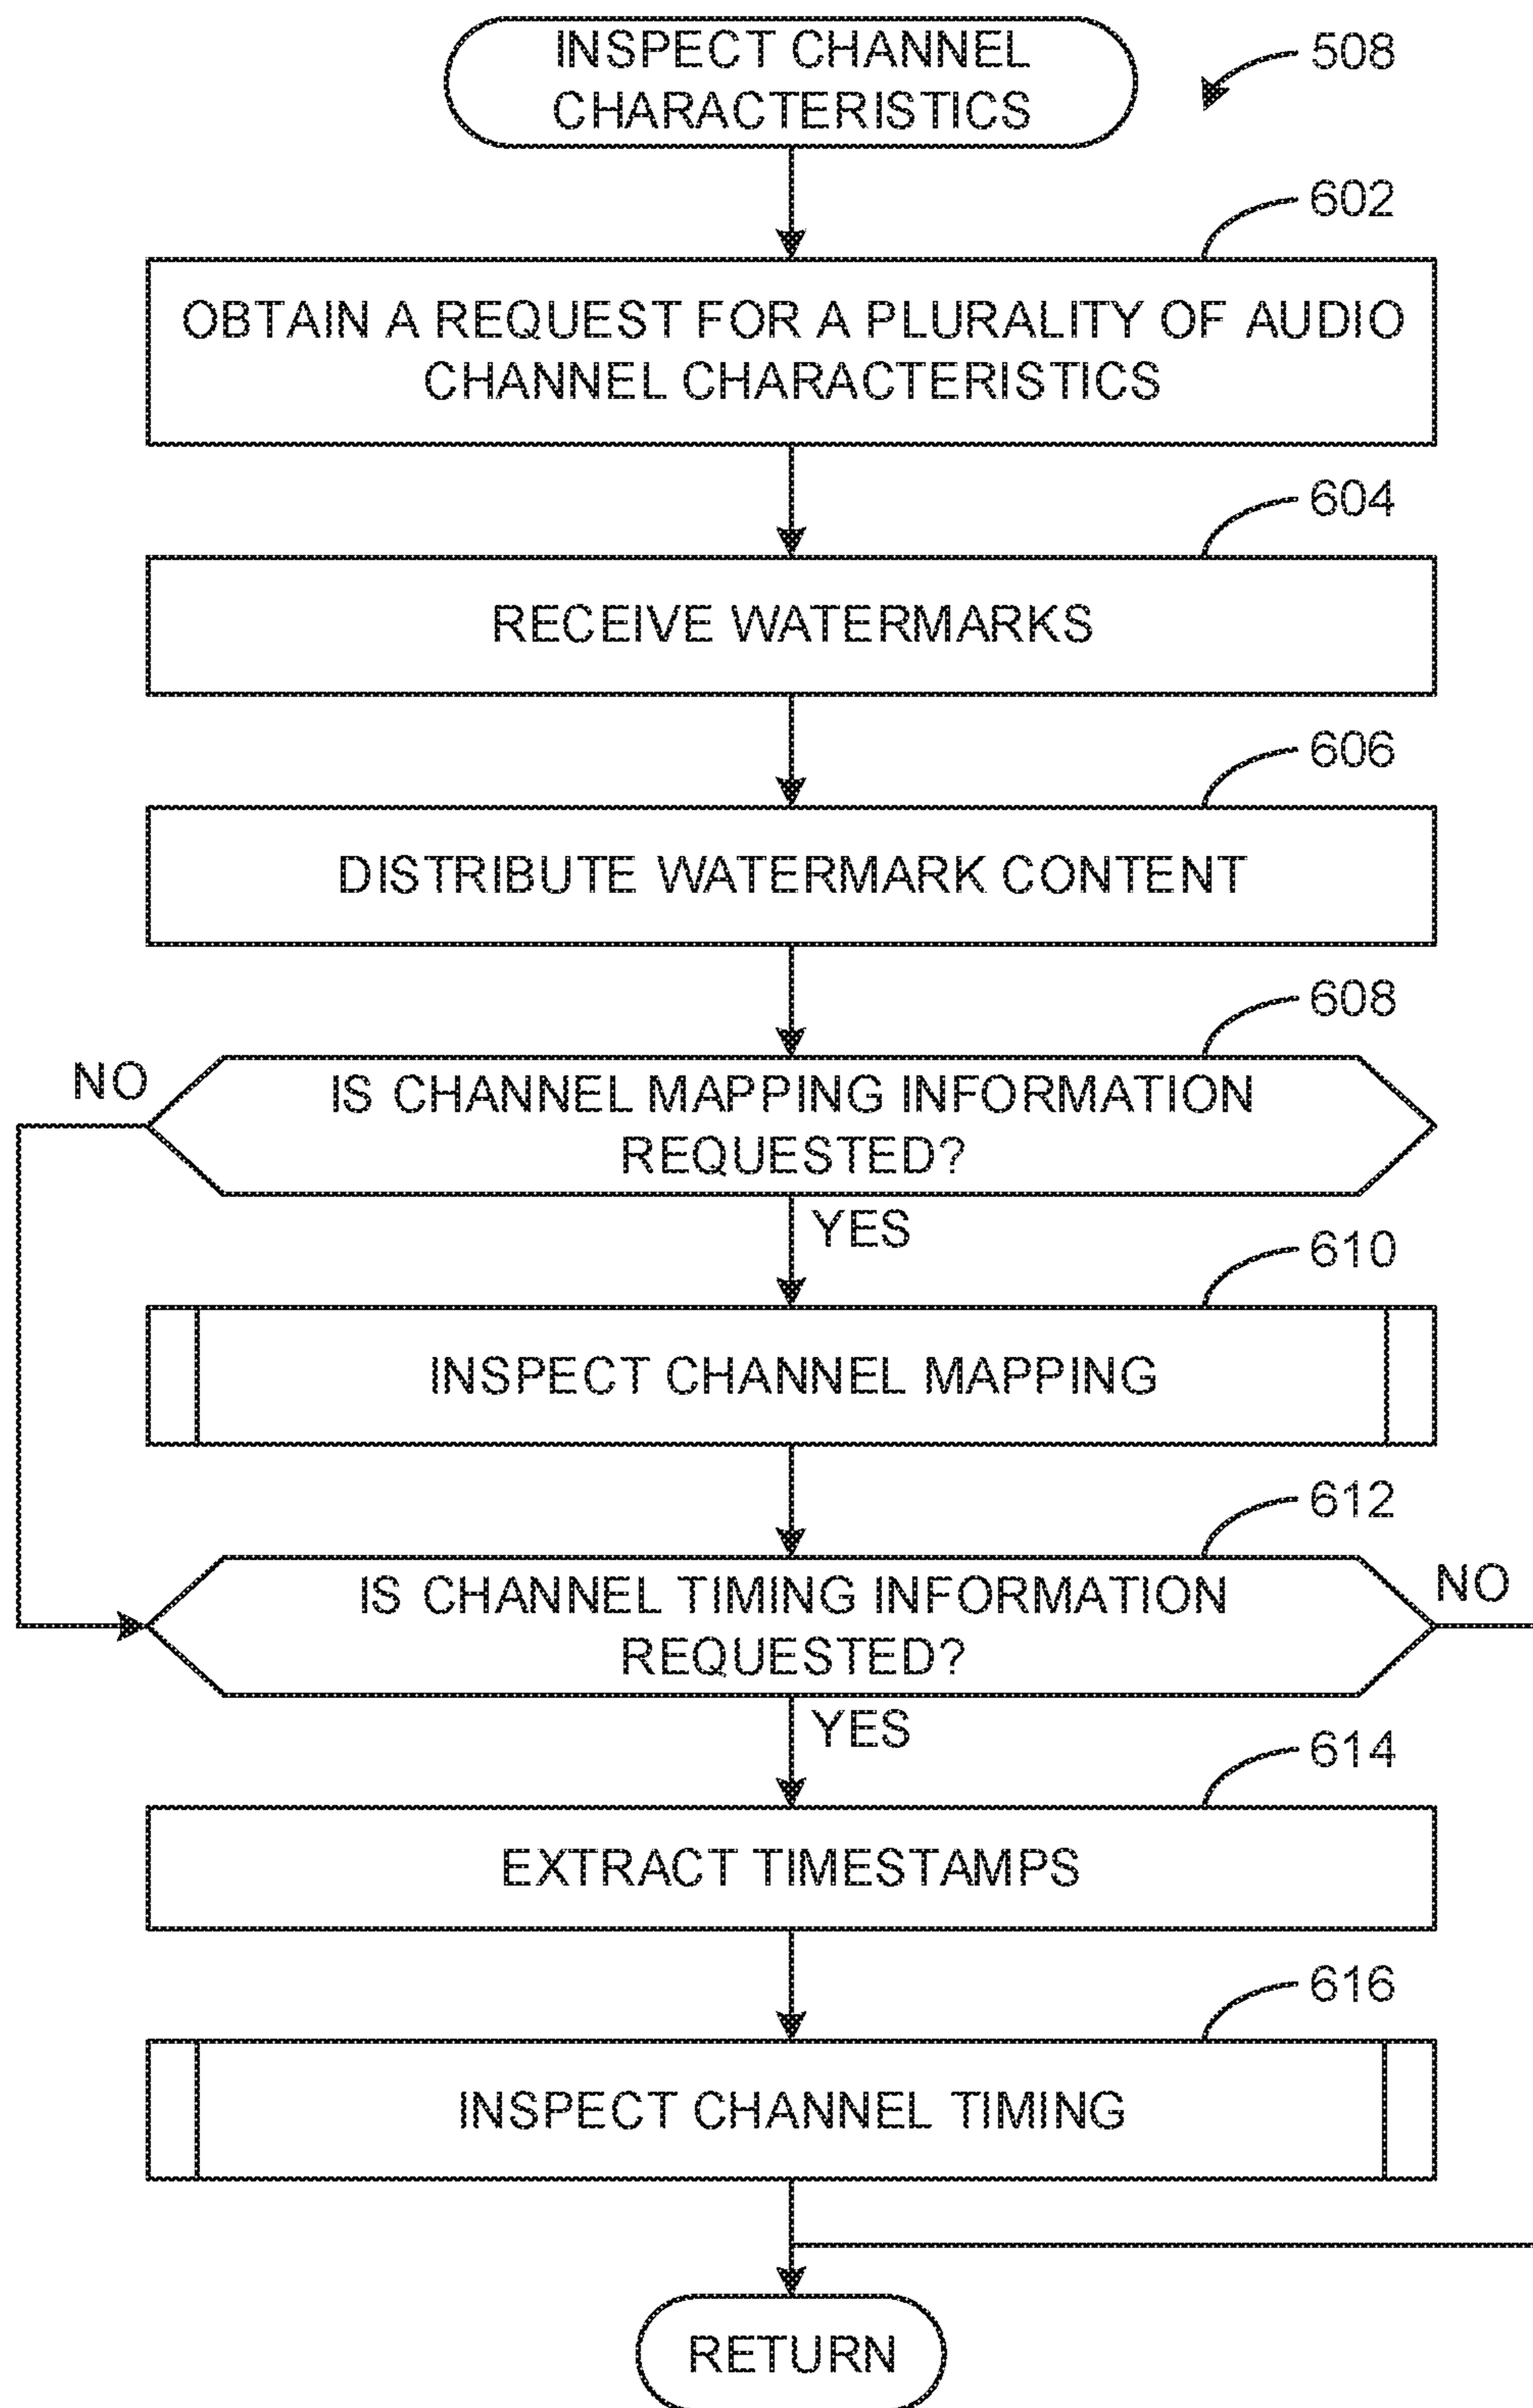 INSPECT CHANNEL
CHARACTERISTICS
508
602
OBTAIN A REQUEST FOR A PLURALITY OF AUDIO
CHANNEL CHARACTERISTICS
604
RECEIVE WATERMARKS
606
DISTRIBUTE WATERMARK CONTENT
608
NO
IS CHANNEL MAPPING INFORMATION
REQUESTED?
YES
610
INSPECT CHANNEL MAPPING
612
IS CHANNEL TIMING INFORMATION
REQUESTED?
NO
YES
614
EXTRACT TIMESTAMPS
616
INSPECT CHANNEL TIMING
RETURN